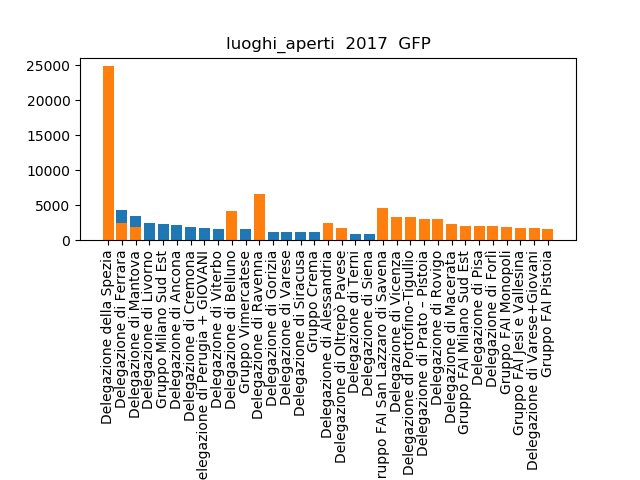 luoghi_aperti  2017  GFP
25000
20000
15000
10000
5000
0
Delegazione della Spezia
Delegazione di Ferrara
Delegazione di Mantova
Delegazione di Livorno
Gruppo Milano Sud Est
Delegazione di Ancona
Delegazione di Cremona
elegazione di Perugia + GIOVANI
Delegazione di Viterbo
Delegazione di Belluno
Gruppo Vimercatese
Delegazione di Ravenna
Delegazione di Gorizia
Delegazione di Varese
Delegazione di Siracusa
Gruppo Crema
Delegazione di Alessandria
Delegazione di Oltrepò Pavese
Delegazione di Terni
Delegazione di Siena
ruppo FAI San Lazzaro di Savena
Delegazione di Vicenza
Delegazione di Portofino-Tigullio
Delegazione di Prato – Pistoia
Delegazione di Rovigo
Delegazione di Macerata
Gruppo FAI Milano Sud Est
Delegazione di Pisa
Delegazione di Forlì
Gruppo FAI Monopoli
Gruppo FAI Jesi e Vallesina
Delegazione di Varese+Giovani
Gruppo FAI Pistoia